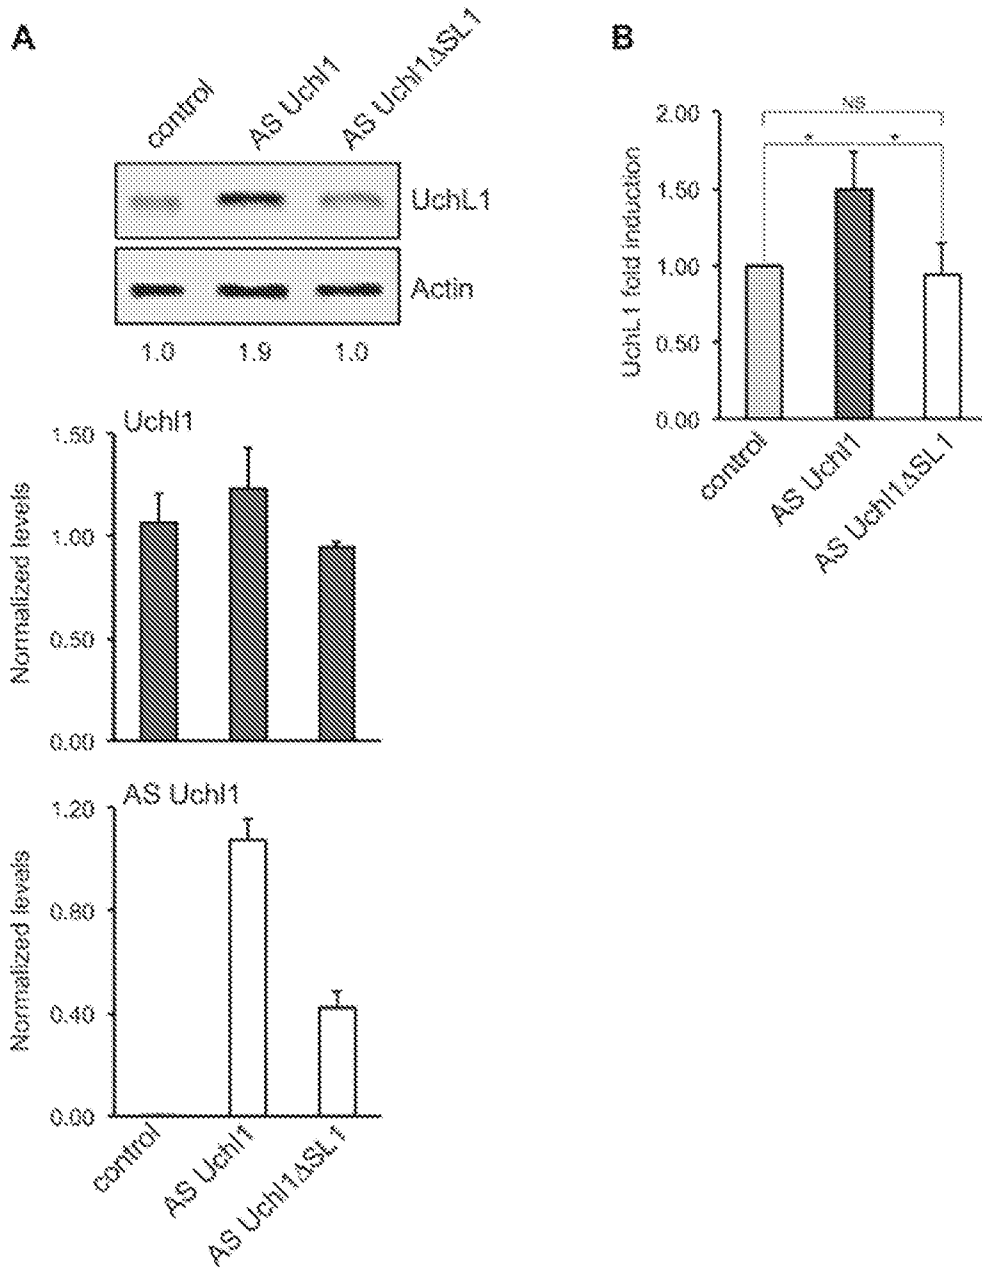 A
control
AS Uchl1
AS Uchl1ΔSL1
UchL1
Actin
1.0 1.9 1.0
Uchl1
Normalized levels
1.50
1.00
0.50
0.00
AS Uchl1
Normalized levels
1.20
0.80
0.40
0.00
control
AS Uchl1
AS Uchl1ΔSL1
B
NS
* *
UchL1 fold induction
2.00
1.50
1.00
0.50
0.00
control
AS Uchl1
AS Uchl1ΔSL1